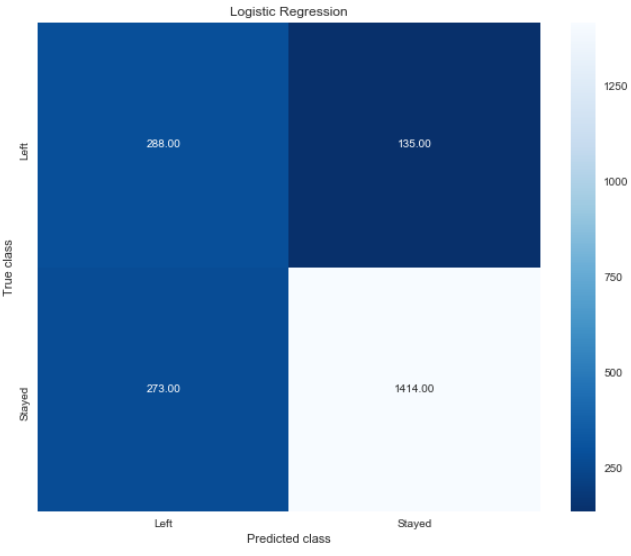 Logistic Regression
Left
288.00
135.00
Stayed
273.00
1414.00
True class
Left
Stayed
Predicted class
1250
1000
750
500
250